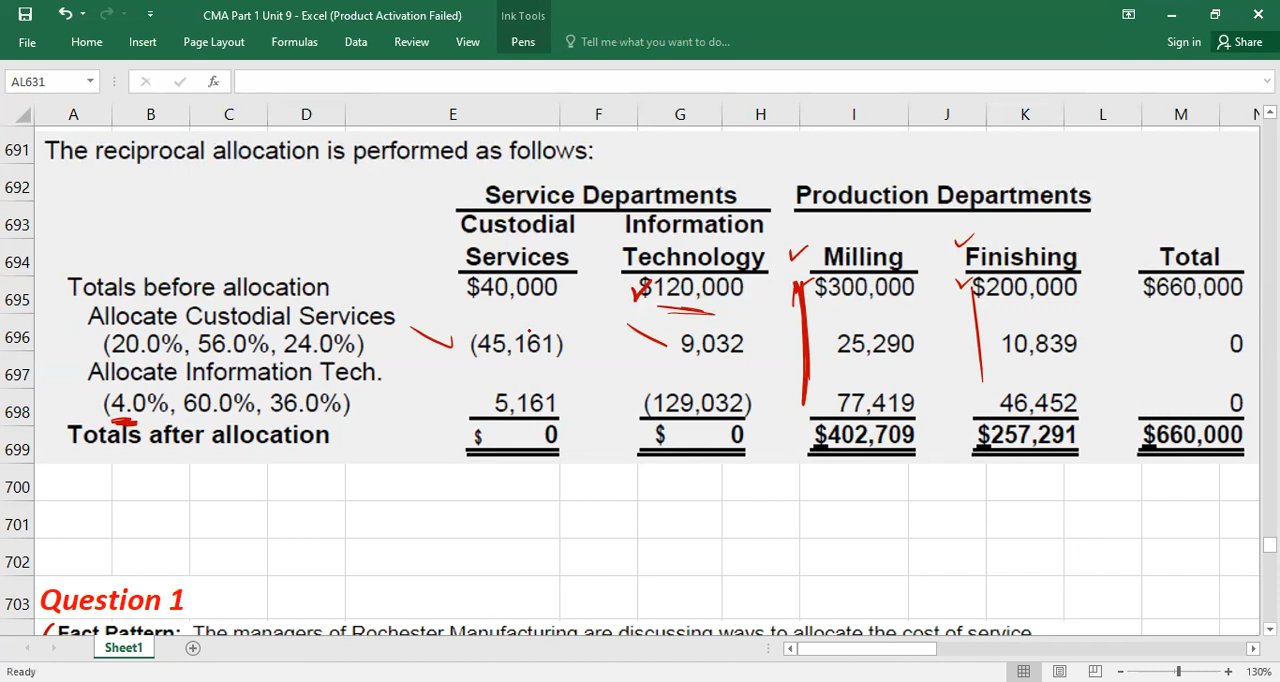 CMA Part 1 Unit 9 - Excel (Product Activation Failed)
Ink Tools
File Home Insert Page Layout Formulas Data Review View Pens Tell me what you want to do... Sign in Share
AL631 fx
A B C D E F G H I J K L M N
691 The reciprocal allocation is performed as follows:
692 Service Departments Production Departments
693 Custodial Information
694 Services Technology Milling Finishing Total
695 Totals before allocation $40,000 $120,000 $300,000 $200,000 $660,000
Allocate Custodial Services
696 (20.0%, 56.0%, 24.0%) (45,161) 9,032 25,290 10,839 0
697 Allocate Information Tech.
698 (4.0%, 60.0%, 36.0%) 5,161 (129,032) 77,419 46,452 0
699 Totals after allocation $ 0 $ 0 $402,709 $257,291 $660,000
700
701
702
703 Question 1
Fact Pattern: The managers of Rochester Manufacturing are discussing ways to allocate the cost of service
Sheet1
Ready 130%